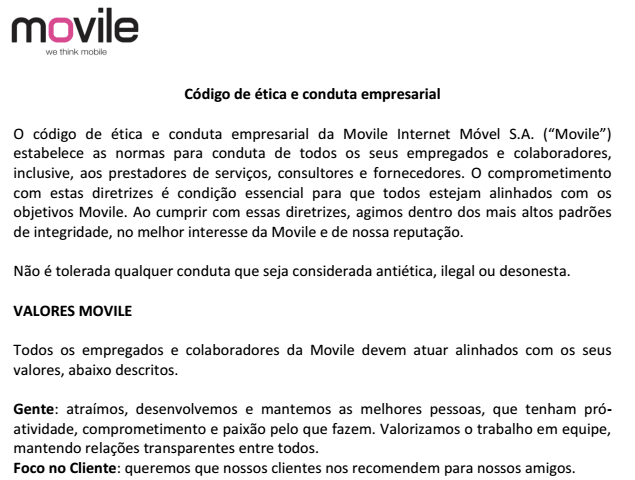 movile
we think mobile
Código de ética e conduta empresarial
O código de ética e conduta empresarial da Movile Internet Móvel S.A. (“Movile”)
estabelece as normas para conduta de todos os seus empregados e colaboradores,
inclusive, aos prestadores de serviços, consultores e fornecedores. O comprometimento
com estas diretrizes é condição essencial para que todos estejam alinhados com os
objetivos Movile. Ao cumprir com essas diretrizes, agimos dentro dos mais altos padrões
de integridade, no melhor interesse da Movile e de nossa reputação.
Não é tolerada qualquer conduta que seja considerada antiética, ilegal ou desonesta.
VALORES MOVILE
Todos os empregados e colaboradores da Movile devem atuar alinhados com os seus
valores, abaixo descritos.
Gente: atraímos, desenvolvemos e mantemos as melhores pessoas, que tenham pró-
atividade, comprometimento e paixão pelo que fazem. Valorizamos o trabalho em equipe,
mantendo relações transparentes entre todos.
Foco no Cliente: queremos que nossos clientes nos recomendem para nossos amigos.